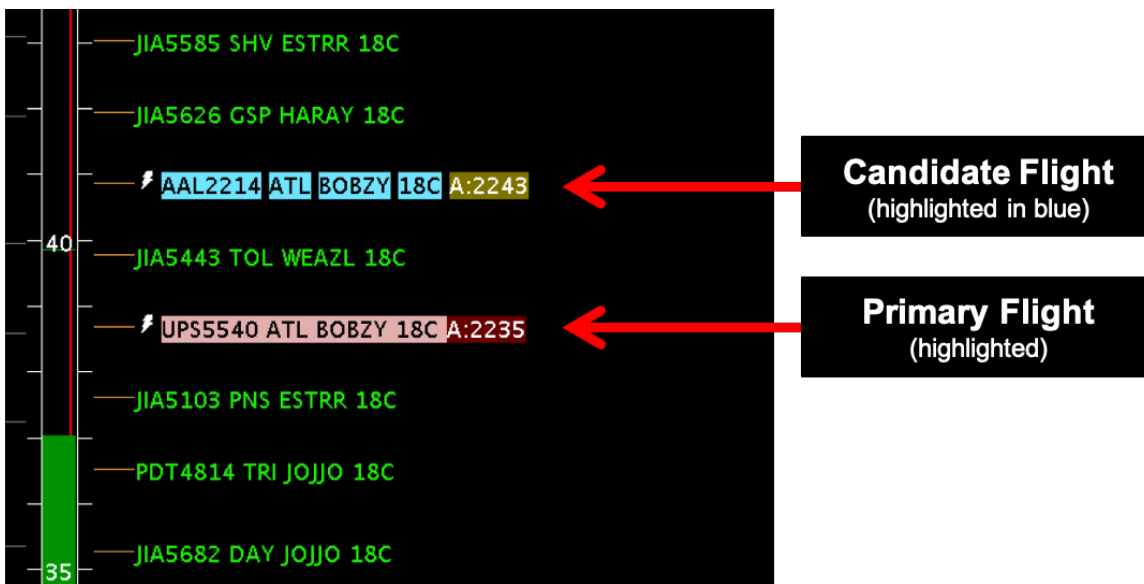 JIA5585 SHV ESTRR 18C
JIA5626 GSP HARAY 18C
AAL2214 ATL BOBZY 18C A:2243
Candidate Flight
(highlighted in blue)
40
JIA5443 TOL WEAZL 18C
UPS5540 ATL BOBZY 18C A:2235
Primary Flight
(highlighted)
JIA5103 PNS ESTRR 18C
PDT4814 TRI JOJJO 18C
JIA5682 DAY JOJJO 18C
35